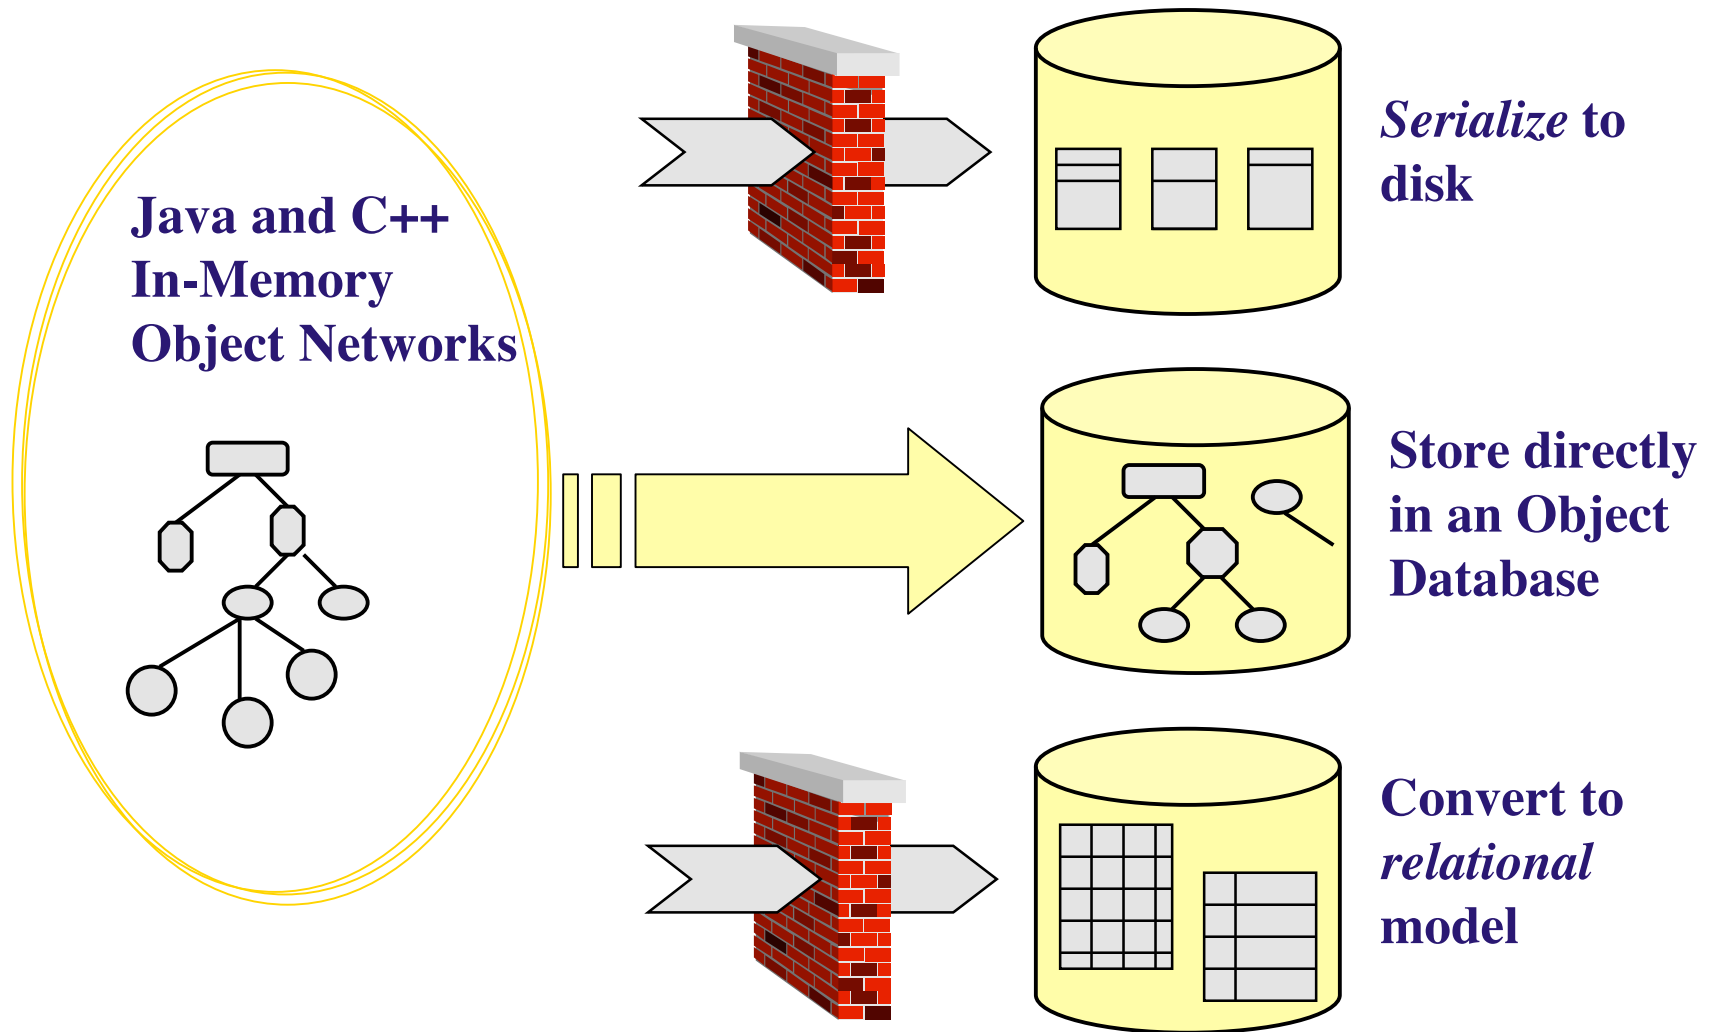 Java and C++
In-Memory
Object Networks
Serialize to
disk
Store directly
in an Object
Database
Convert to
relational
model